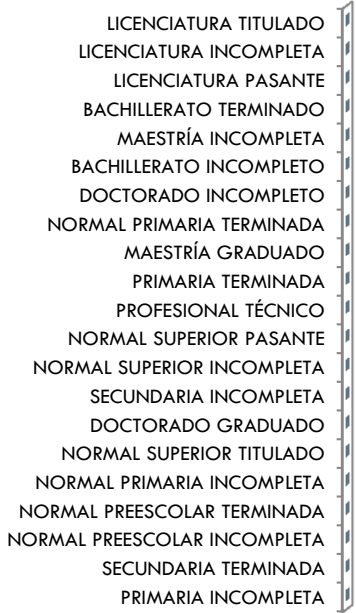 LICENCIATURA TITULADO
LICENCIATURA INCOMPLETA
LICENCIATURA PASANTE
BACHILLERATO TERMINADO
MAESTRÍA INCOMPLETA
BACHILLERATO INCOMPLETO
DOCTORADO INCOMPLETO
NORMAL PRIMARIA TERMINADA
MAESTRÍA GRADUADO
PRIMARIA TERMINADA
PROFESIONAL TÉCNICO
NORMAL SUPERIOR PASANTE
NORMAL SUPERIOR INCOMPLETA
SECUNDARIA INCOMPLETA
DOCTORADO GRADUADO
NORMAL SUPERIOR TITULADO
NORMAL PRIMARIA INCOMPLETA
NORMAL PREESCOLAR TERMINADA
NORMAL PREESCOLAR INCOMPLETA
SECUNDARIA TERMINADA
PRIMARIA INCOMPLETA